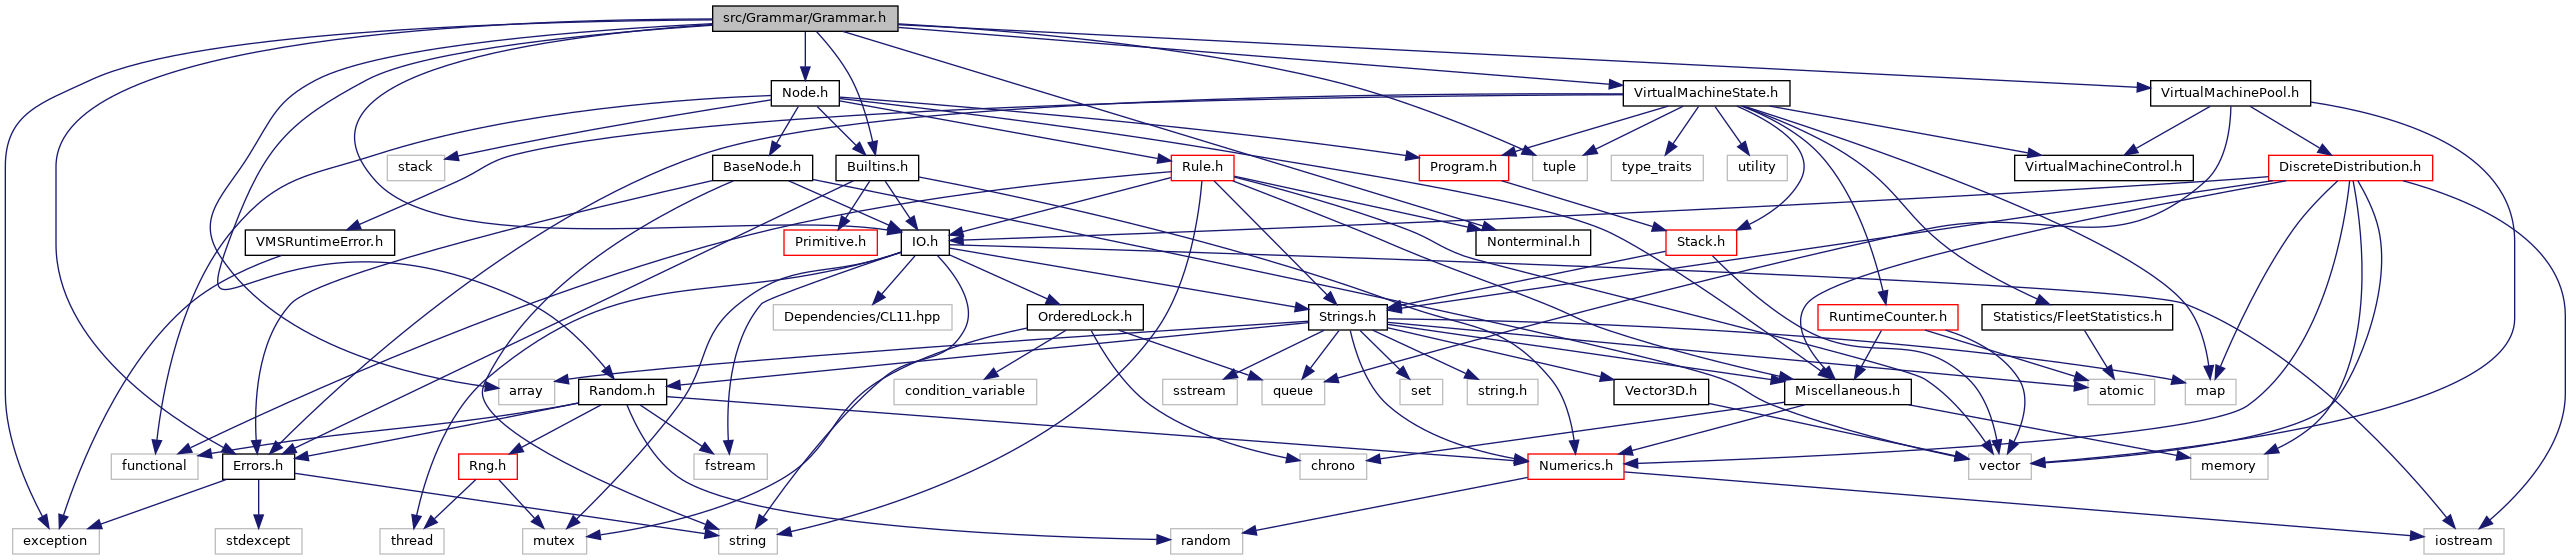 src/Grammar/Grammar.h
Node.h
VirtualMachineState.h
VirtualMachinePool.h
stack
BaseNode.h
Builtins.h
Rule.h
Program.h
tuple
type_traits
utility
VirtualMachineControl.h
DiscreteDistribution.h
VMSRuntimeError.h
Primitive.h
IO.h
Nonterminal.h
Stack.h
Dependencies/CL11.hpp
OrderedLock.h
Strings.h
RuntimeCounter.h
Statistics/FleetStatistics.h
array
Random.h
condition_variable
sstream
queue
set
string.h
Vector3D.h
Miscellaneous.h
atomic
map
functional
Errors.h
Rng.h
fstream
chrono
Numerics.h
vector
memory
exception
stdexcept
thread
mutex
string
random
iostream